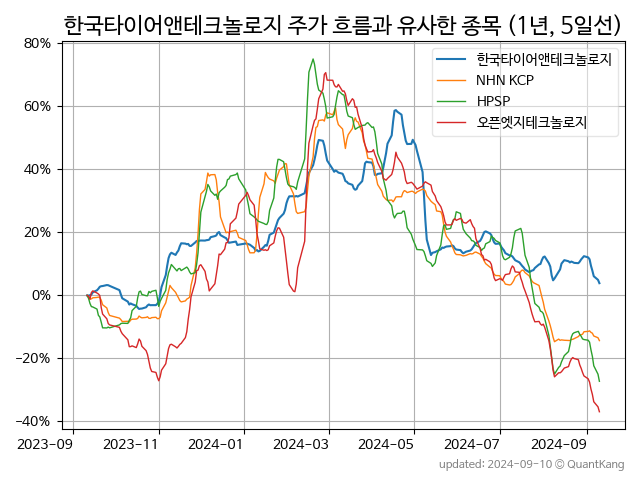 한국타이어앤테크놀로지 주가 흐름과 유사한 종목 (1년, 5일선)
80%
60%
40%
20%
0%
−20%
−40%
한국타이어앤테크놀로지
NHN KCP
HPSP
오픈엣지테크놀로지
2023-09 2023-11 2024-01 2024-03 2024-05 2024-07 2024-09
updated: 2024-09-10 © QuantKang